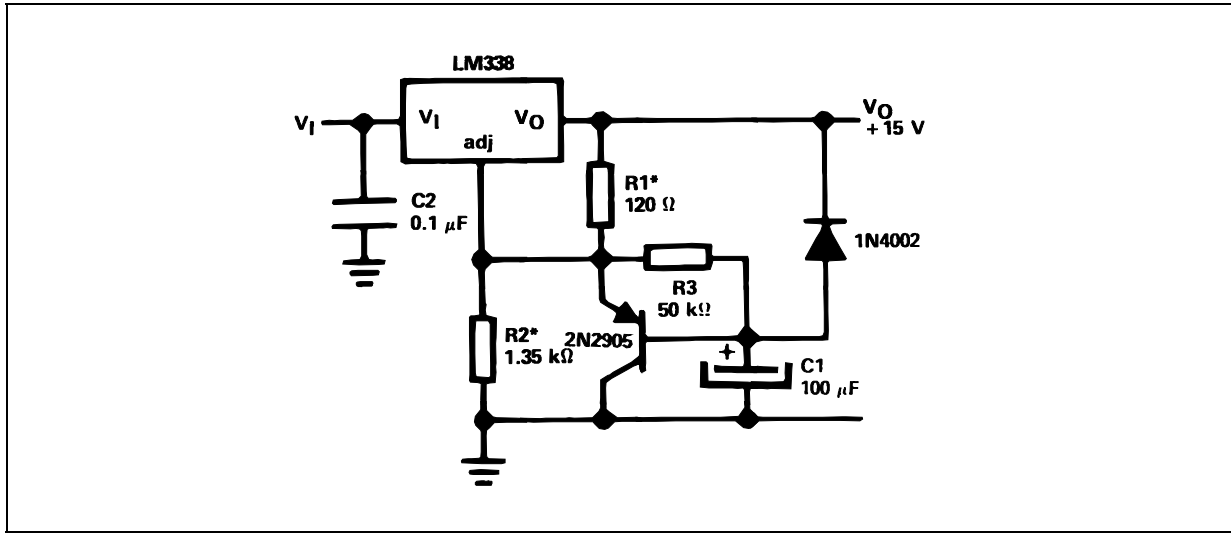 LM338
VI
VI
VO
adj
VO
+ 15 V
C2
0.1 μF
R1*
120 Ω
R3
50 kΩ
1N4002
R2*
1.35 kΩ
2N2905
+
C1
100 μF